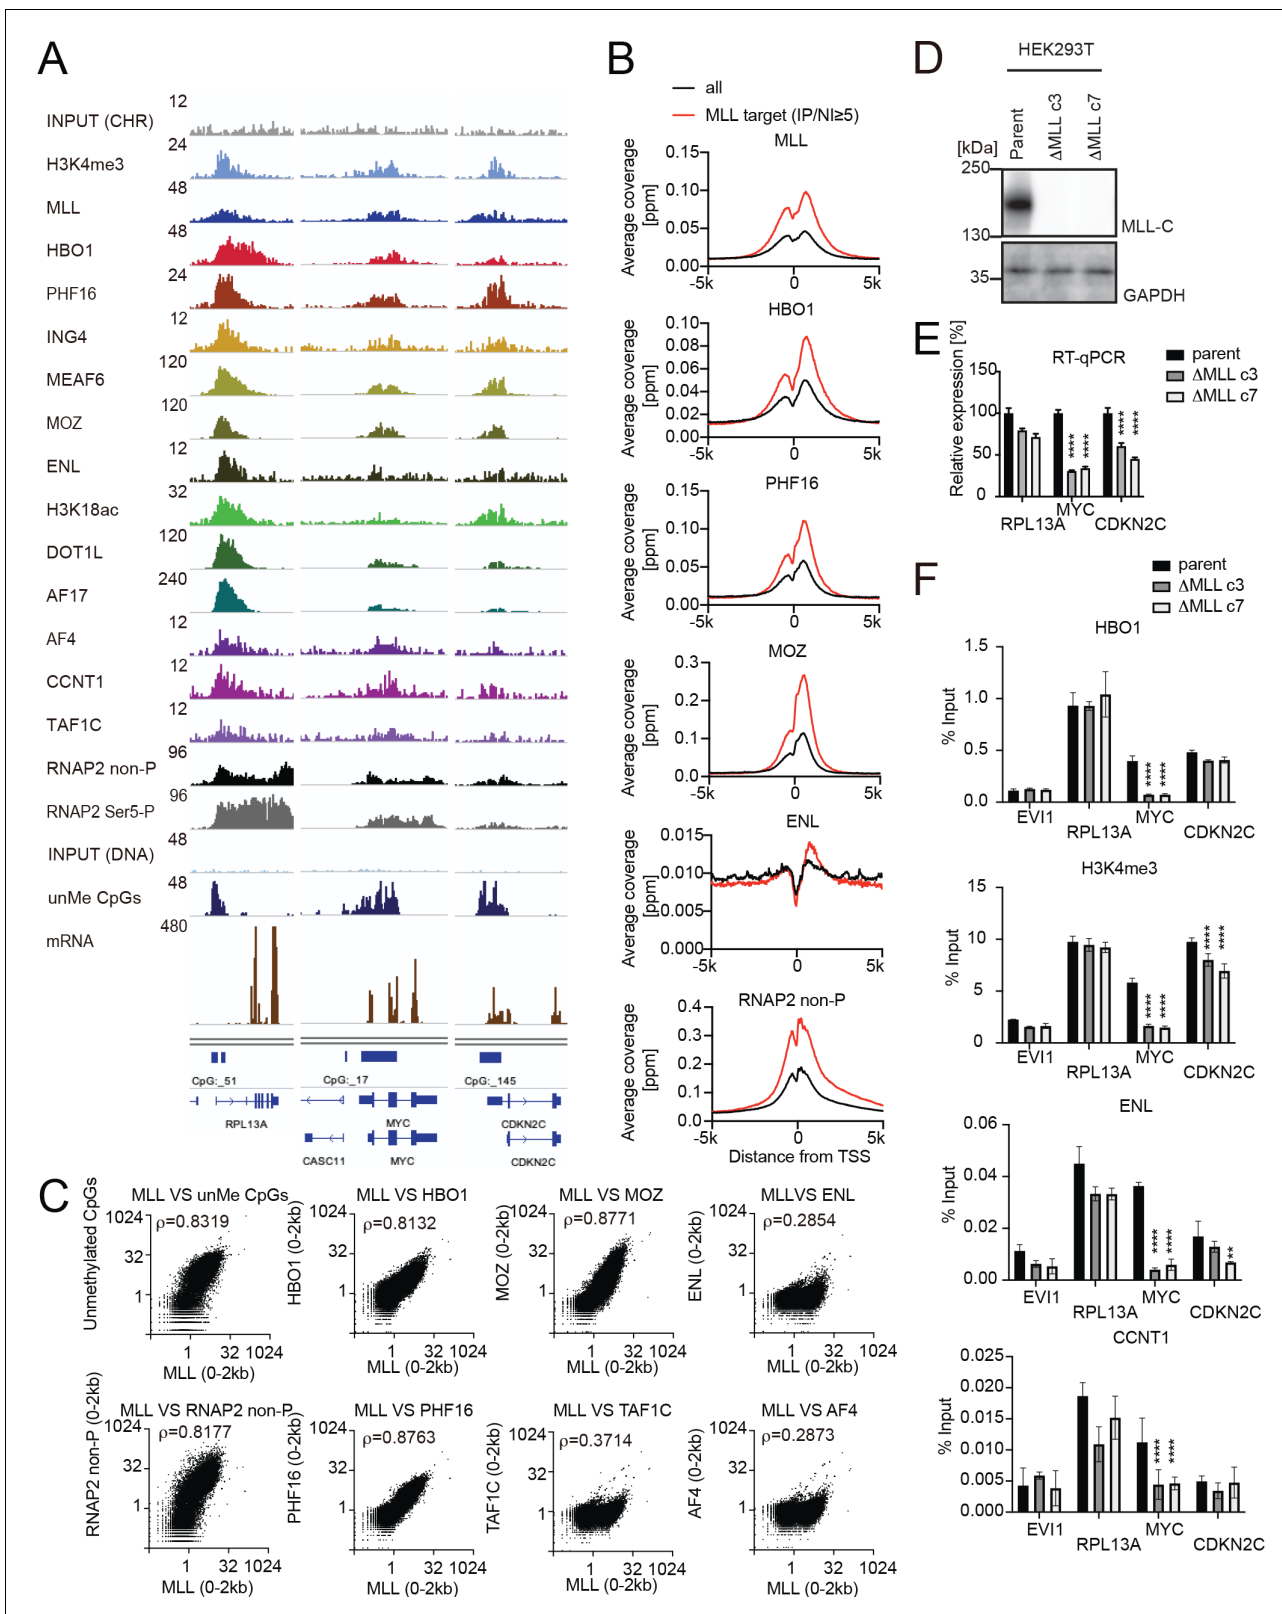 A
INPUT (CHR) 12
H3K4me3 24
MLL 48
HBO1 48
PHF16 24
ING4 12
MEAF6 120
MOZ 120
ENL 12
H3K18ac 32
DOT1L 120
AF17 240
AF4 12
CCNT1 12
TAF1C 12
RNAP2 non-P 96
RNAP2 Ser5-P 96
INPUT (DNA) 48
unMe CpGs 48
mRNA 480
CpG:_51 CpG:_17 CpG:_145
RPL13A MYC CDKN2C
CASC11 MYC CDKN2C
B
all
MLL target (IP/NI≥5)
MLL
Average coverage [ppm]
0.15
0.10
0.05
0.00
-5k 0 5k
HBO1
Average coverage [ppm]
0.10
0.08
0.06
0.04
0.02
0.00
-5k 0 5k
PHF16
Average coverage [ppm]
0.15
0.10
0.05
0.00
-5k 0 5k
MOZ
Average coverage [ppm]
0.3
0.2
0.1
0.0
-5k 0 5k
ENL
Average coverage [ppm]
0.015
0.010
0.005
0.000
-5k 0 5k
RNAP2 non-P
Average coverage [ppm]
0.4
0.3
0.2
0.1
0.0
-5k 0 5k
Distance from TSS
C
MLL VS unMe CpGs
ρ=0.8319
Unmethylated CpGs
1024
32
1
1 32 1024
MLL (0-2kb)
MLL VS HBO1
ρ=0.8132
HBO1 (0-2kb)
1024
32
1
1 32 1024
MLL (0-2kb)
MLL VS MOZ
ρ=0.8771
MOZ (0-2kb)
1024
32
1
1 32 1024
MLL (0-2kb)
MLLVS ENL
ρ=0.2854
ENL (0-2kb)
1024
32
1
1 32 1024
MLL (0-2kb)
MLL VS RNAP2 non-P
ρ=0.8177
RNAP2 non-P (0-2kb)
1024
32
1
1 32 1024
MLL (0-2kb)
MLL VS PHF16
ρ=0.8763
PHF16 (0-2kb)
1024
32
1
1 32 1024
MLL (0-2kb)
MLL VS TAF1C
ρ=0.3714
TAF1C (0-2kb)
1024
32
1
1 32 1024
MLL (0-2kb)
MLL VS AF4
ρ=0.2873
AF4 (0-2kb)
1024
32
1
1 32 1024
MLL (0-2kb)
D
HEK293T
Parent
ΔMLL c3
ΔMLL c7
[kDa]
250
130
MLL-C
35
GAPDH
E
RT-qPCR
parent
ΔMLL c3
ΔMLL c7
Relative expression [%]
150
100
50
0
**** **** **** ****
RPL13A MYC CDKN2C
F
parent
ΔMLL c3
ΔMLL c7
HBO1
% Input
1.5
1.0
0.5
0.0
**** ****
EVI1 RPL13A MYC CDKN2C
H3K4me3
% Input
15
10
5
0
**** **** **** ****
EVI1 RPL13A MYC CDKN2C
ENL
% Input
0.06
0.04
0.02
0.00
**** **** **
EVI1 RPL13A MYC CDKN2C
CCNT1
% Input
0.025
0.020
0.015
0.010
0.005
0.000
**** ****
EVI1 RPL13A MYC CDKN2C